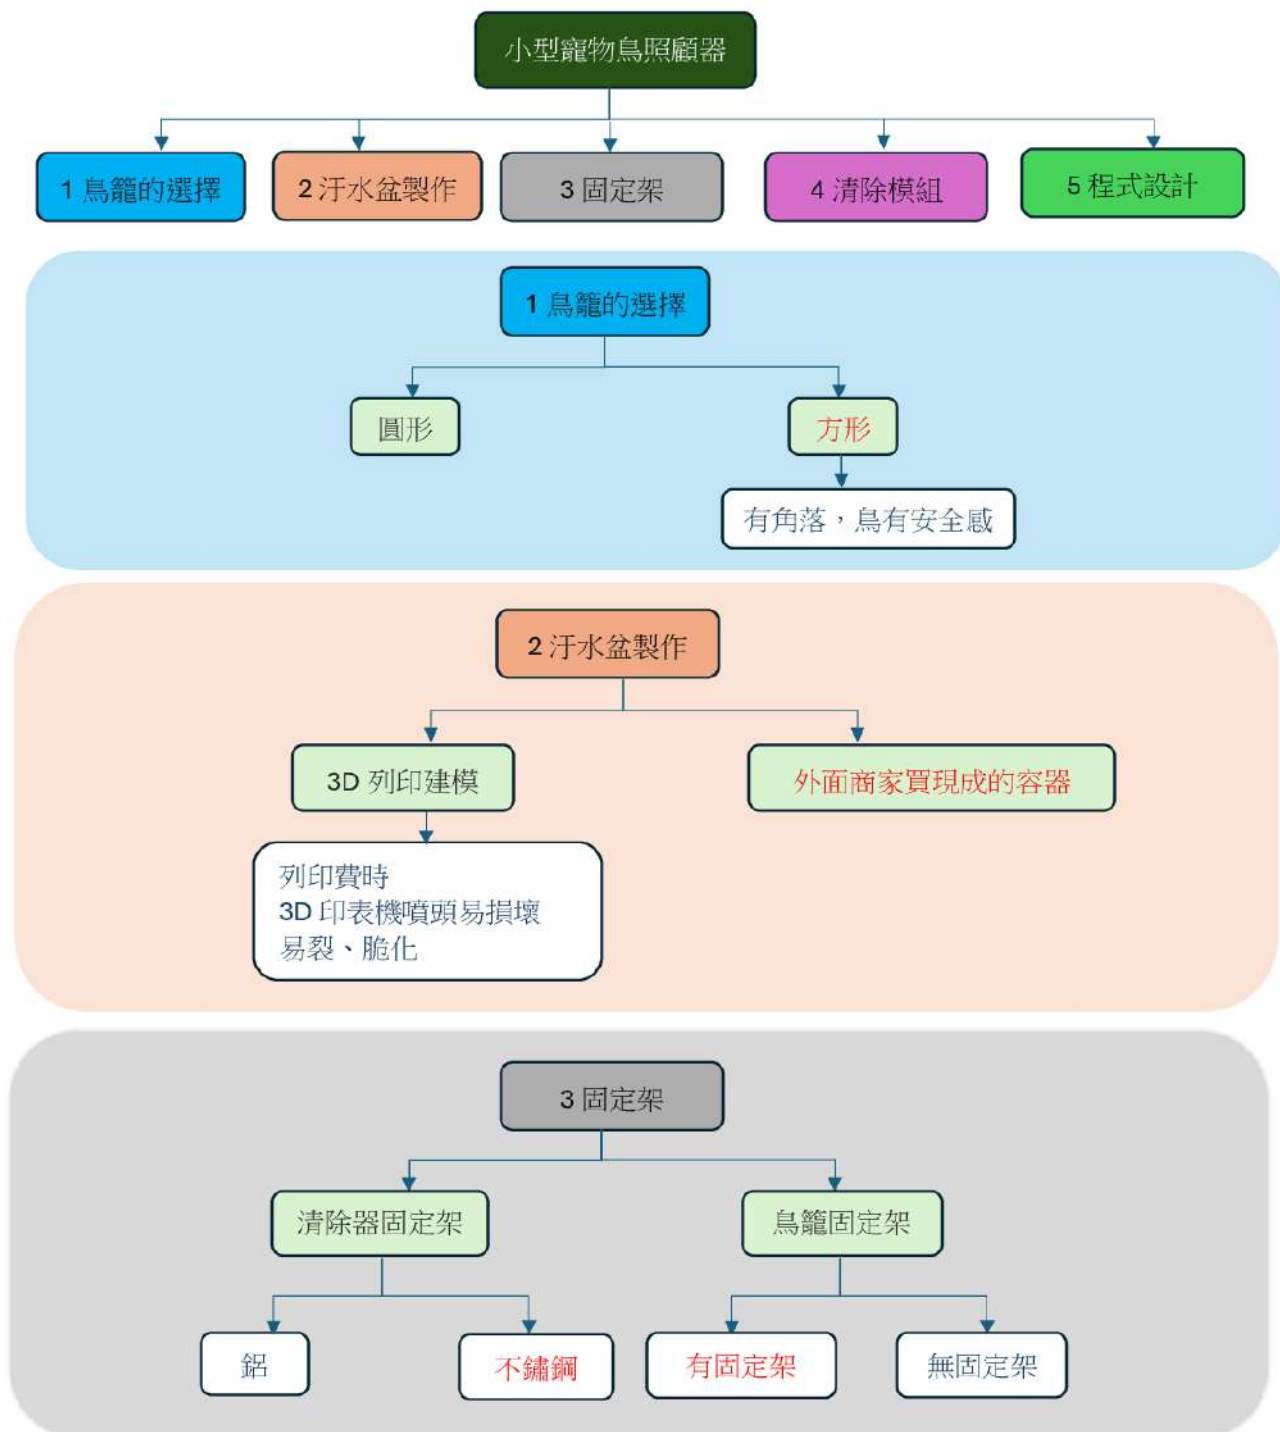 小型寵物鳥照顧器
1 鳥籠的選擇
2 汙水盆製作
3 固定架
4 清除模組
5 程式設計
1 鳥籠的選擇
圓形
方形
有角落，鳥有安全感
2 汙水盆製作
3D 列印建模
外面商家買現成的容器
列印費時
3D 印表機噴頭易損壞
易裂、脆化
3 固定架
清除器固定架
鳥籠固定架
鋁
不鏽鋼
有固定架
無固定架